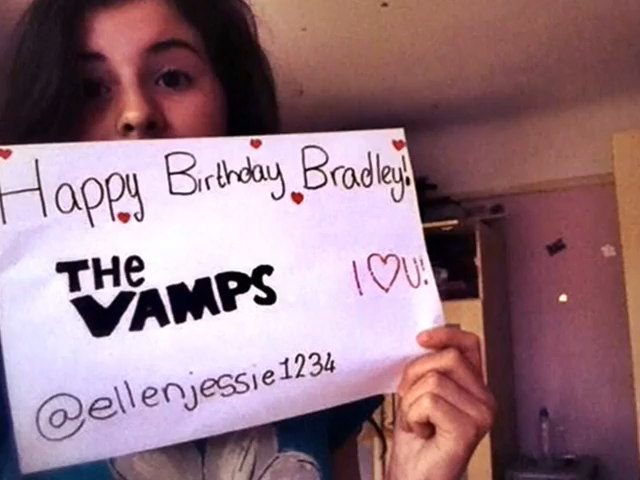 Happy Birthday Bradley!
THe
VAMPS
I ♡ U!
@ellenjessie1234